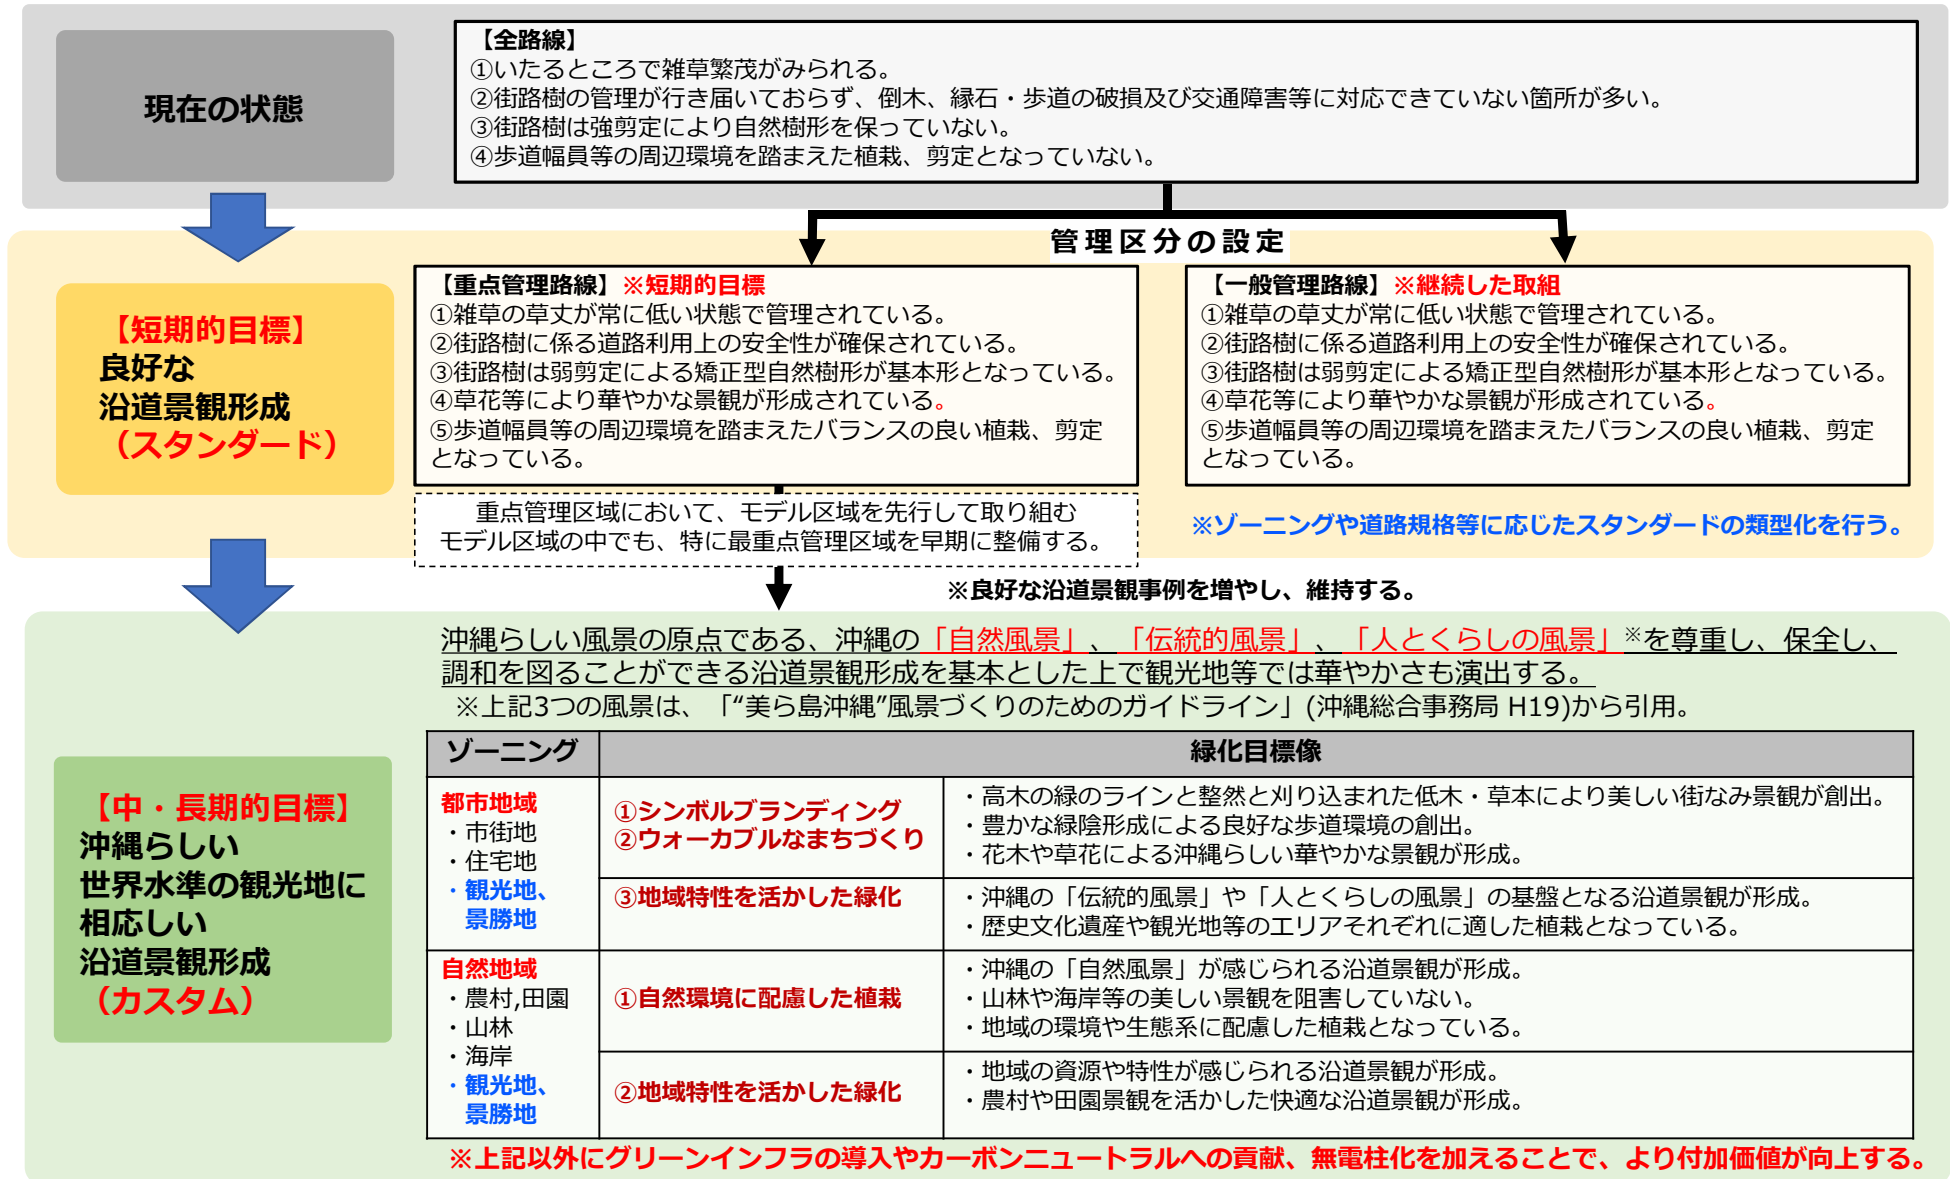 現在の状態
【全路線】
①いたるところで雑草繁茂がみられる。
②街路樹の管理が行き届いておらず、倒木、縁石・歩道の破損及び交通障害等に対応できていない箇所が多い。
③街路樹は強剪定により自然樹形を保っていない。
④歩道幅員等の周辺環境を踏まえた植栽、剪定となっていない。
管理区分の設定
【短期的目標】
良好な
沿道景観形成
（スタンダード）
【重点管理路線】※短期的目標
①雑草の草丈が常に低い状態で管理されている。
②街路樹に係る道路利用上の安全性が確保されている。
③街路樹は弱剪定による矯正型自然樹形が基本形となっている。
④草花等により華やかな景観が形成されている。
⑤歩道幅員等の周辺環境を踏まえたバランスの良い植栽、剪定
となっている。
【一般管理路線】※継続した取組
①雑草の草丈が常に低い状態で管理されている。
②街路樹に係る道路利用上の安全性が確保されている。
③街路樹は弱剪定による矯正型自然樹形が基本形となっている。
④草花等により華やかな景観が形成されている。
⑤歩道幅員等の周辺環境を踏まえたバランスの良い植栽、剪定
となっている。
重点管理区域において、モデル区域を先行して取り組む
モデル区域の中でも、特に最重点管理区域を早期に整備する。
※ゾーニングや道路規格等に応じたスタンダードの類型化を行う。
※良好な沿道景観事例を増やし、維持する。
【中・長期的目標】
沖縄らしい
世界水準の観光地に
相応しい
沿道景観形成
（カスタム）
沖縄らしい風景の原点である、沖縄の「自然風景」、「伝統的風景」、「人とくらしの風景」※を尊重し、保全し、
調和を図ることができる沿道景観形成を基本とした上で観光地等では華やかさも演出する。
※上記3つの風景は、「“美ら島沖縄”風景づくりのためのガイドライン」(沖縄総合事務局 H19)から引用。
ゾーニング
緑化目標像
都市地域
・市街地
・住宅地
・観光地、
景勝地
①シンボルブランディング
②ウォーカブルなまちづくり
・高木の緑のラインと整然と刈り込まれた低木・草本により美しい街なみ景観が創出。
・豊かな緑陰形成による良好な歩道環境の創出。
・花木や草花による沖縄らしい華やかな景観が形成。
③地域特性を活かした緑化
・沖縄の「伝統的風景」や「人とくらしの風景」の基盤となる沿道景観が形成。
・歴史文化遺産や観光地等のエリアそれぞれに適した植栽となっている。
自然地域
・農村,田園
・山林
・海岸
・観光地、
景勝地
①自然環境に配慮した植栽
・沖縄の「自然風景」が感じられる沿道景観が形成。
・山林や海岸等の美しい景観を阻害していない。
・地域の環境や生態系に配慮した植栽となっている。
②地域特性を活かした緑化
・地域の資源や特性が感じられる沿道景観が形成。
・農村や田園景観を活かした快適な沿道景観が形成。
※上記以外にグリーンインフラの導入やカーボンニュートラルへの貢献、無電柱化を加えることで、より付加価値が向上する。